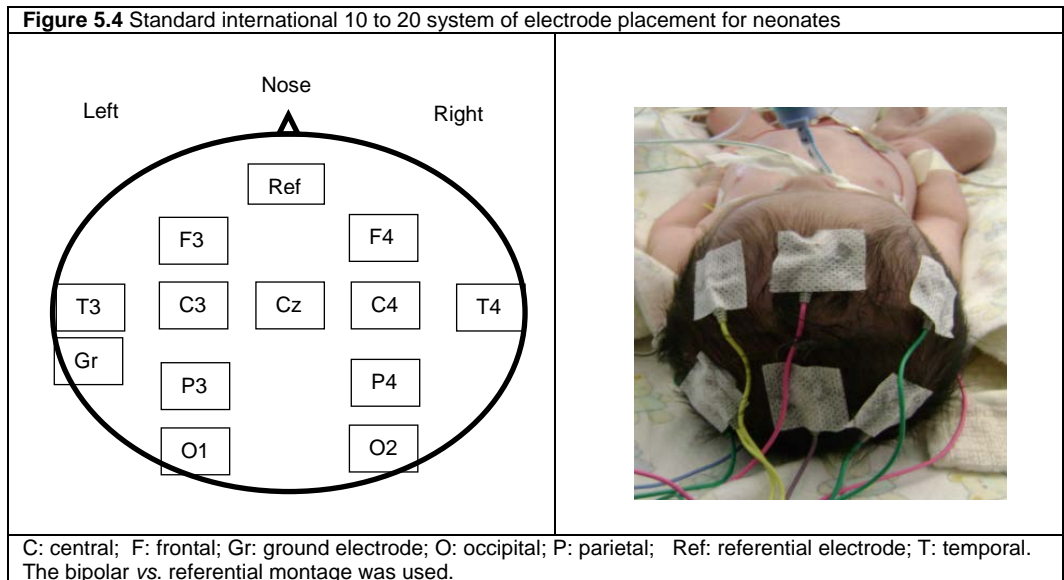 Figure 5.4 Standard international 10 to 20 system of electrode placement for neonates
Nose
Left
Right
Ref
F3
F4
T3
C3
Cz
C4
T4
Gr
P3
P4
O1
O2
C: central; F: frontal; Gr: ground electrode; O: occipital; P: parietal; Ref: referential electrode; T: temporal.
The bipolar vs. referential montage was used.